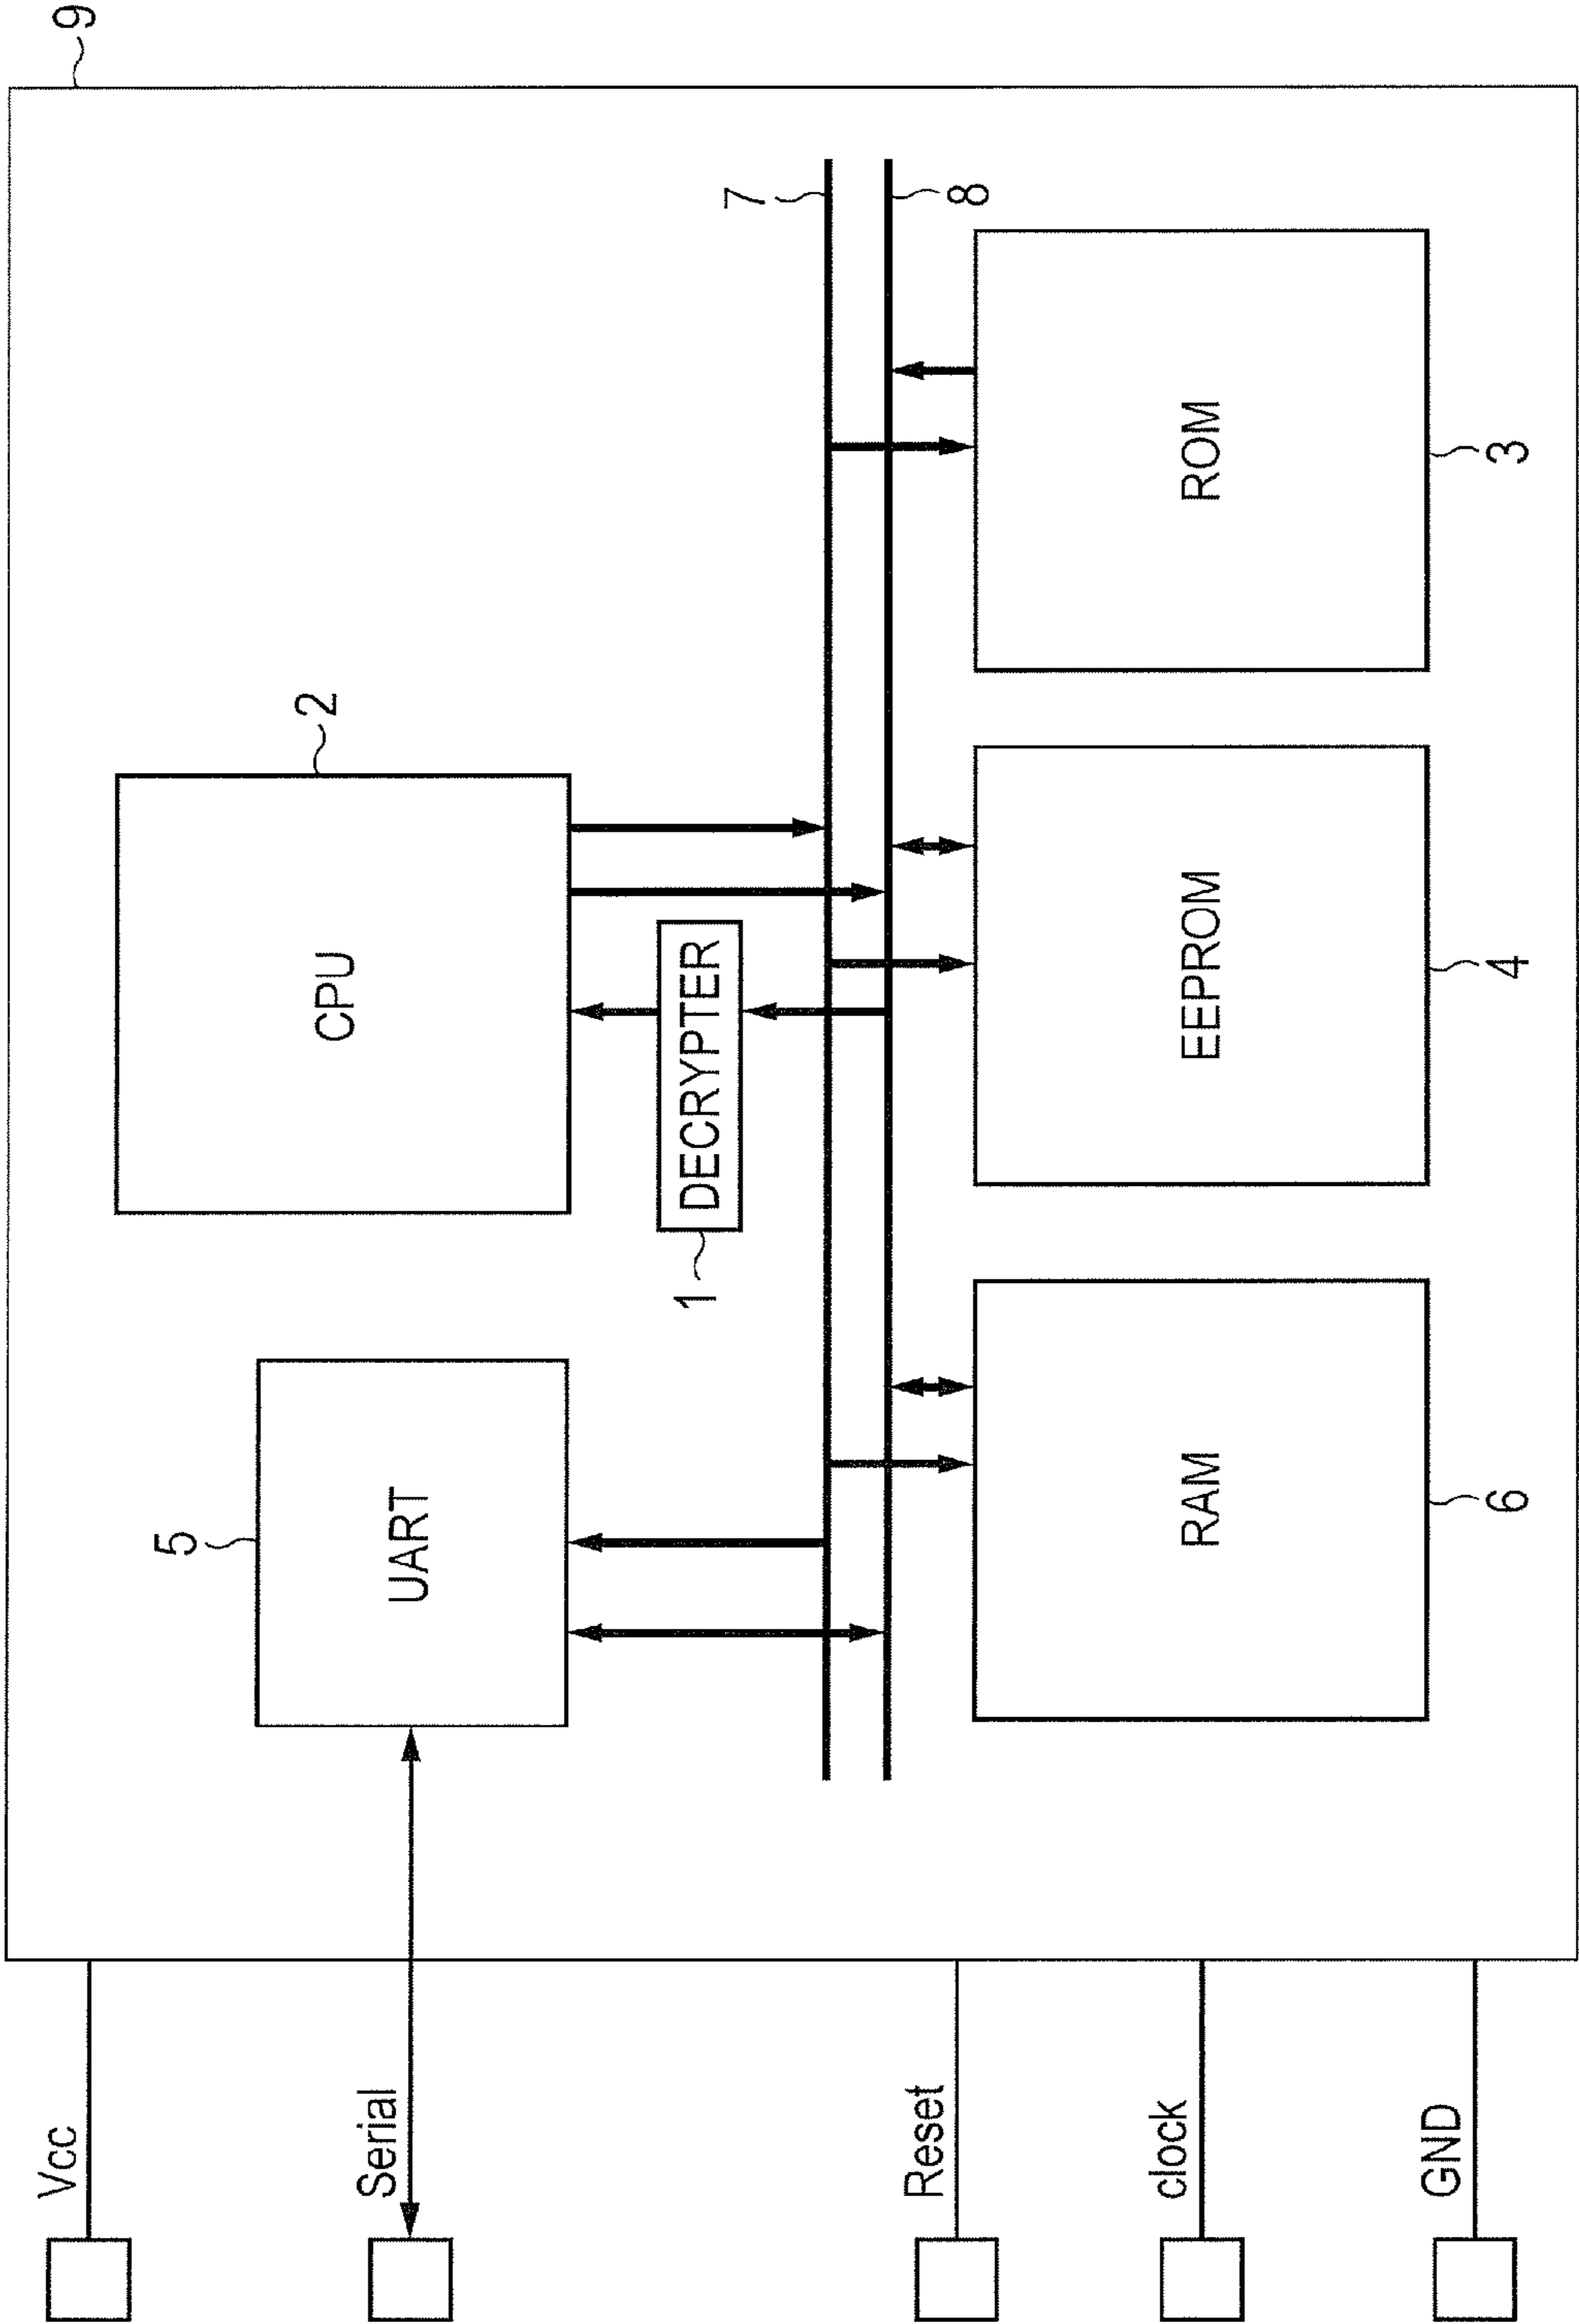 9
Vcc
Serial
Reset
clock
GND
5
UART
CPU
2
1
DECRYPTER
7
8
RAM
6
EEPROM
4
ROM
3